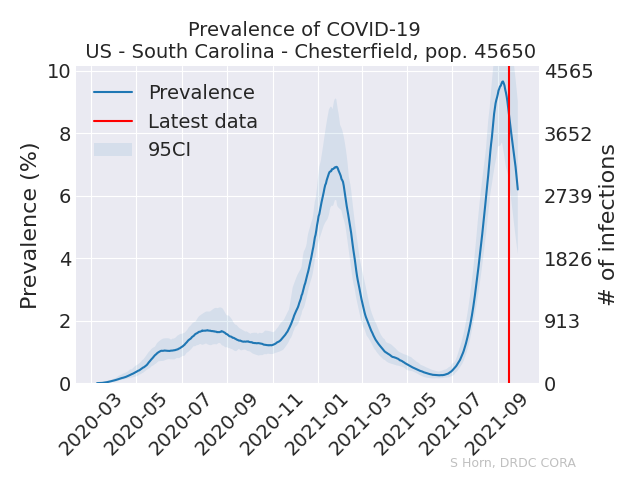 Prevalence of COVID-19
US - South Carolina - Chesterfield, pop. 45650
Prevalence (%)
10
8
6
4
2
0
Prevalence
Latest data
95CI
4565
3652
2739
1826
913
0
# of infections
2020-03
2020-05
2020-07
2020-09
2020-11
2021-01
2021-03
2021-05
2021-07
2021-09
S Horn, DRDC CORA